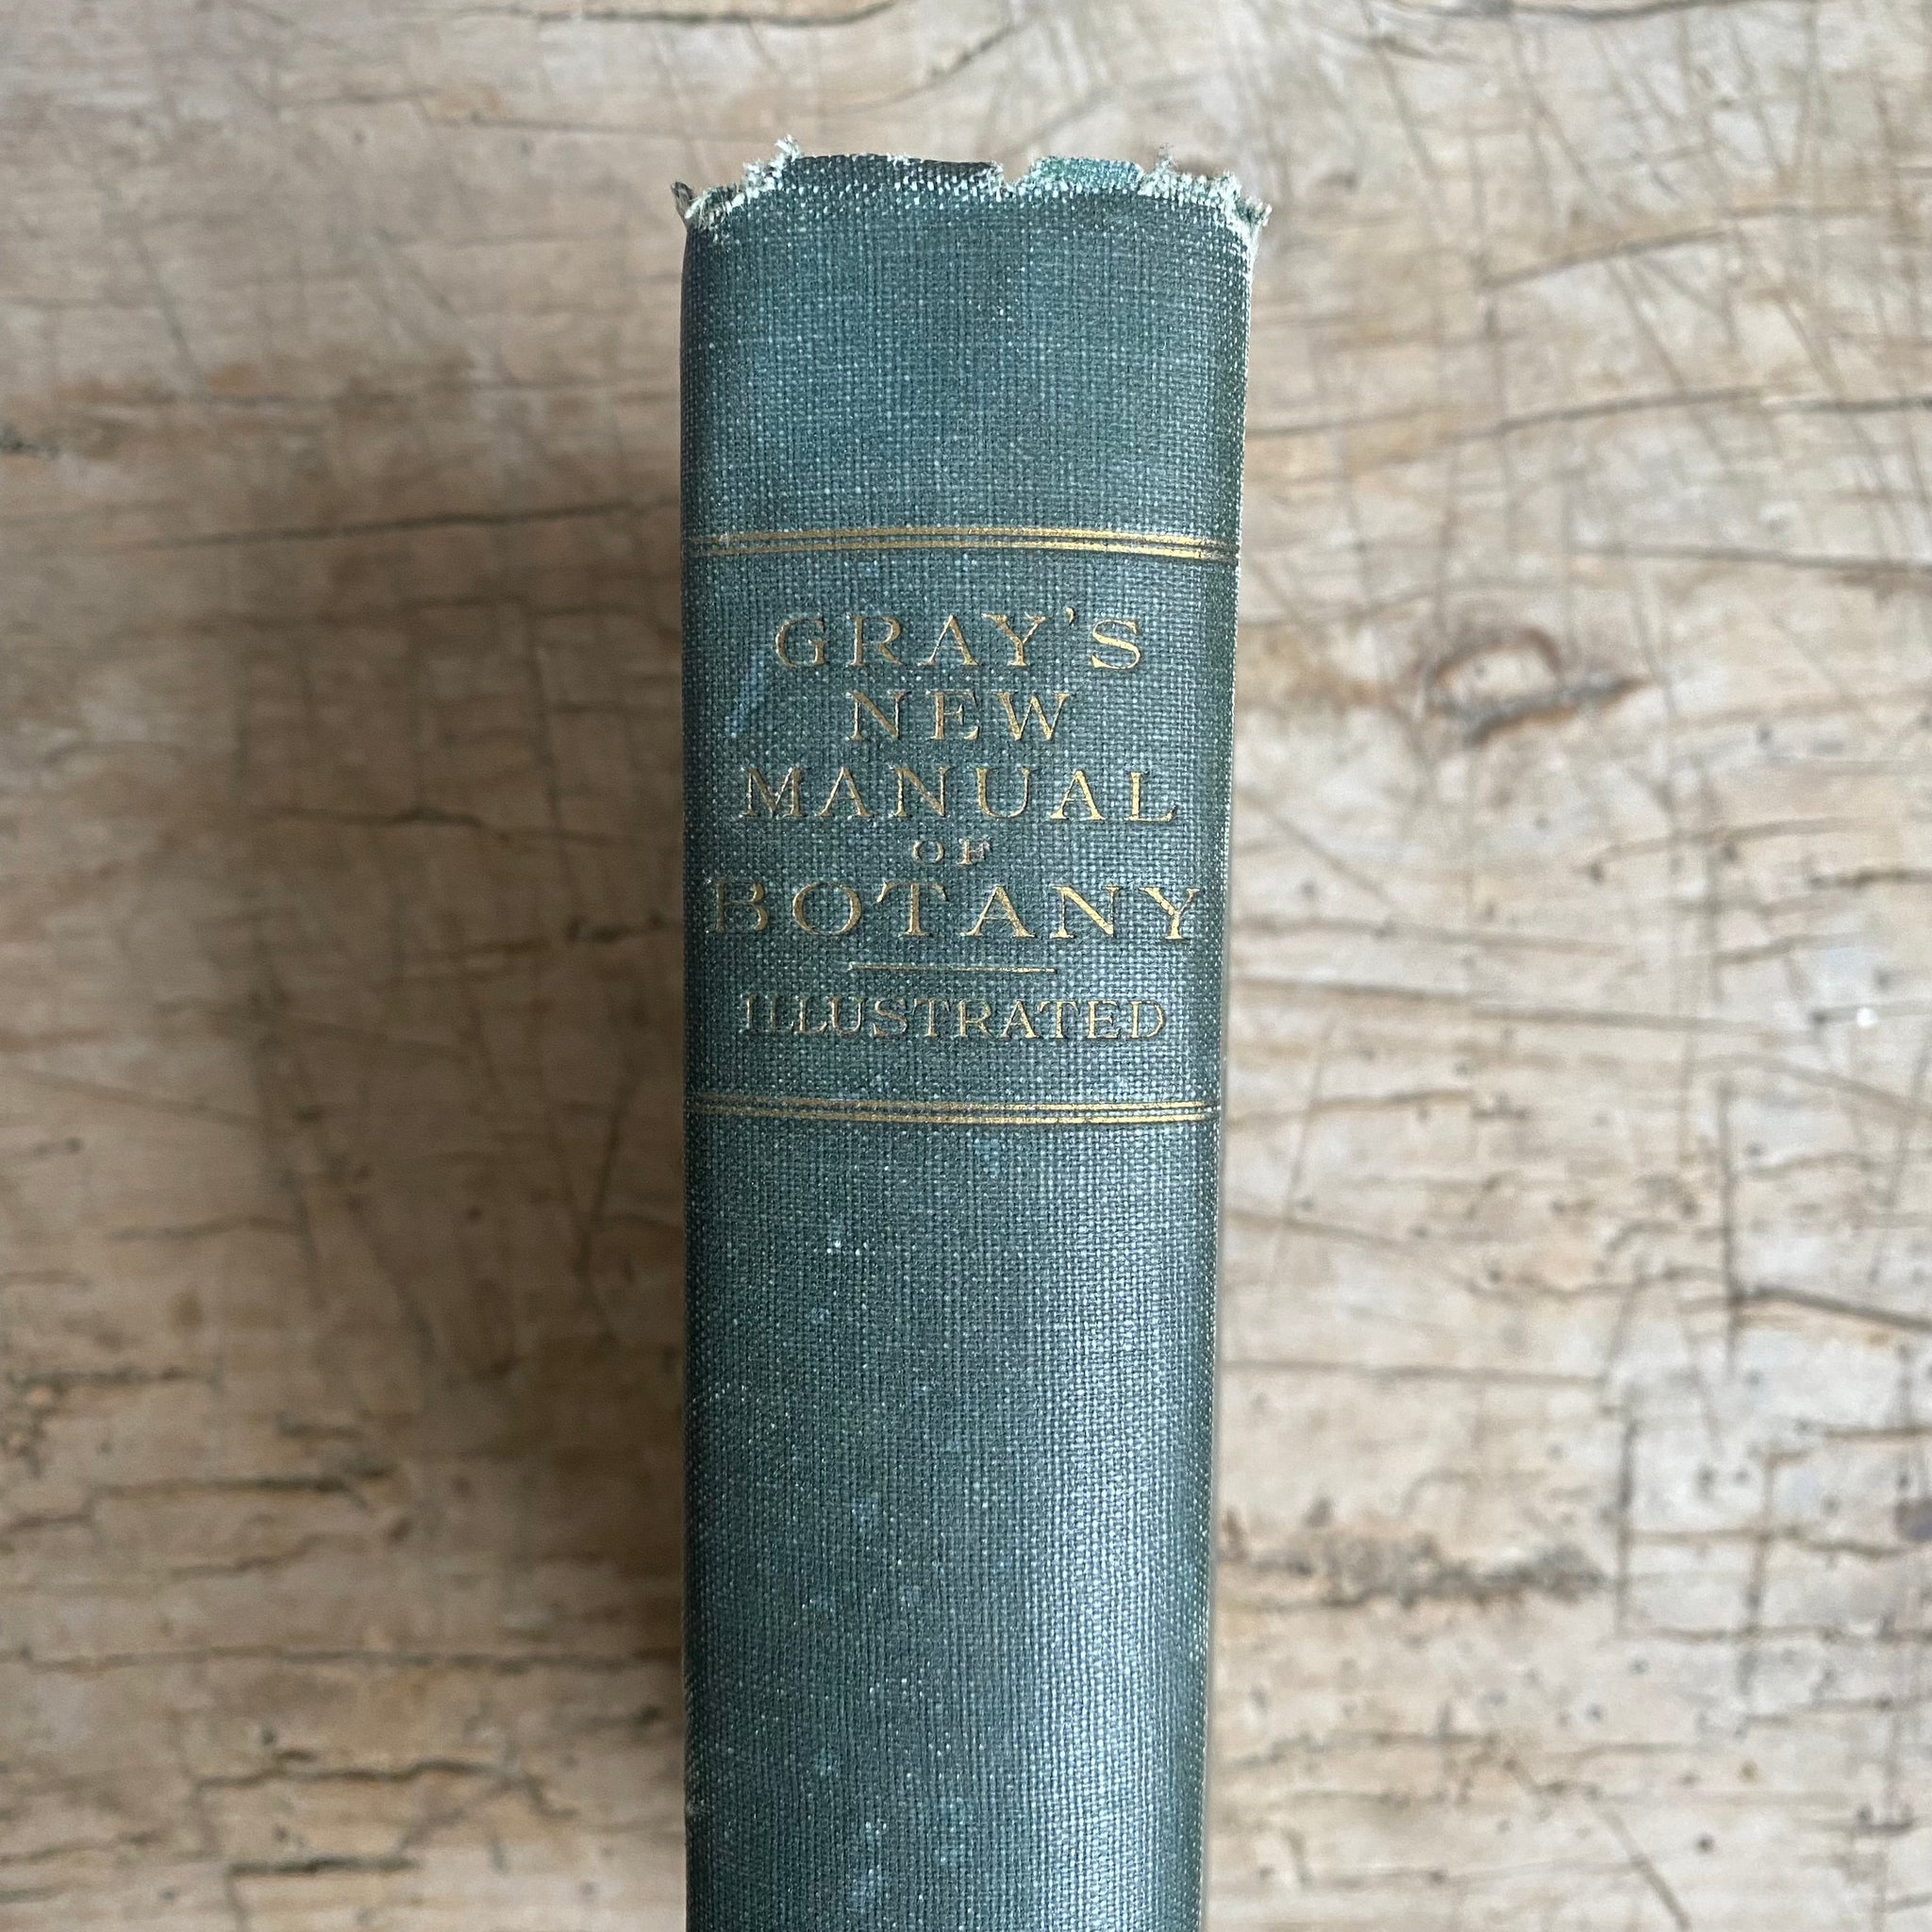 GRAY'S
NEW
MANUAL
OF
BOTANY
ILLUSTRATED